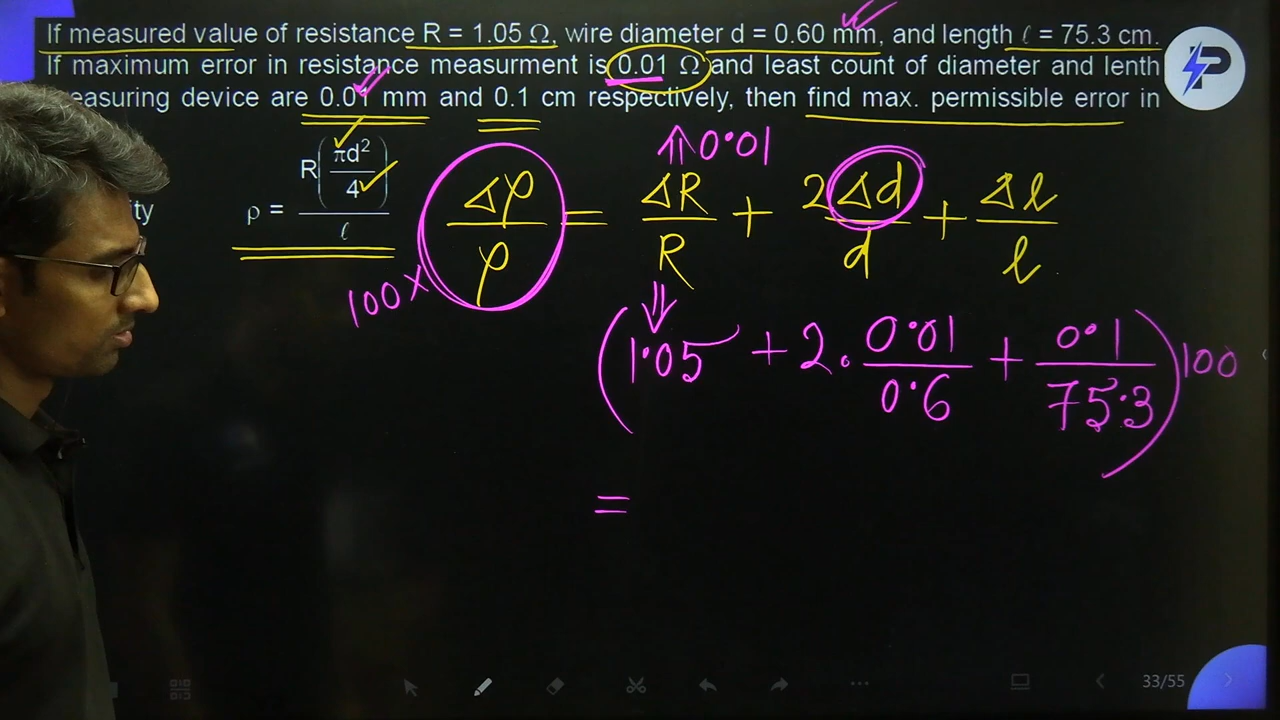 If measured value of resistance R = 1.05 Ω, wire diameter d = 0.60 mm, and length ℓ = 75.3 cm.
If maximum error in resistance measurment is 0.01 Ω and least count of diameter and lenth
easuring device are 0.01 mm and 0.1 cm respectively, then find max. permissible error in
ity ρ = R(πd²/4)/ℓ
⇑ 0.01
100 × Δρ/ρ = ΔR/R + 2Δd/d + Δl/l
⇓
(1.05 + 2. 0.01/0.6 + 0.1/75.3)100
=
33/55